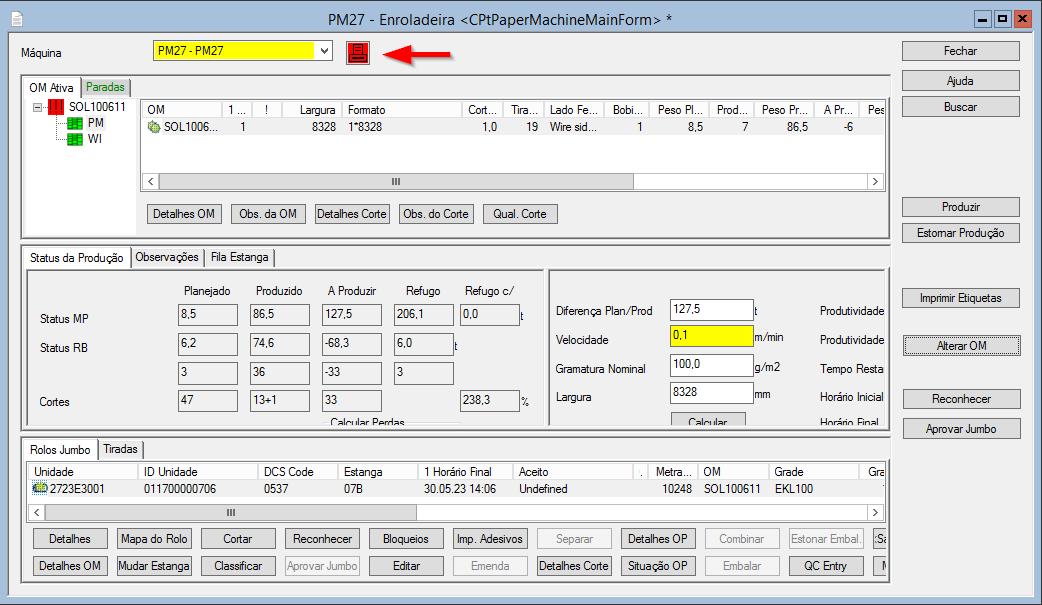 PM27 - Enroladeira <CPtPaperMachineMainForm> *
Máquina
PM27 - PM27
Fechar
Ajuda
Buscar
Produzir
Estornar Produção
Imprimir Etiquetas
Alterar OM
Reconhecer
Aprovar Jumbo
OM Ativa Paradas
SOL100611
PM
WI
OM 1 ... ! Largura Formato Cort... Tira... Lado Fe... Bobi... Peso Pl... Prod... Peso Pr... A Pr... Pes
SOL1006... 1 8328 1*8328 1,0 19 Wire sid... 1 8,5 7 86,5 -6
Detalhes OM Obs. da OM Detalhes Corte Obs. do Corte Qual. Corte
Status da Produção Observações Fila Estanga
Planejado Produzido A Produzir Refugo Refugo c/
Status MP 8,5 86,5 127,5 206,1 0,0 t
Status RB 6,2 74,6 -68,3 6,0 t
3 36 -33 3
Cortes 47 13+1 33 238,3 %
Calcular Perdas
Diferença Plan/Prod 127,5 t Produtividade
Velocidade 0,1 m/min Produtividade
Gramatura Nominal 100,0 g/m2 Tempo Resta
Largura 8328 mm Horário Inicial
Calcular Horário Final
Rolos Jumbo Tiradas
Unidade ID Unidade DCS Code Estanga 1 Horário Final Aceito . Metra... OM Grade Gra
2723E3001 011700000706 0537 07B 30.05.23 14:06 Undefined 10248 SOL100611 EKL100
Detalhes Mapa do Rolo Cortar Reconhecer Bloqueios Imp. Adesivos Separar Detalhes OP Combinar Estonar Embal.
Detalhes OM Mudar Estanga Classificar Aprovar Jumbo Editar Emenda Detalhes Corte Situação OP Embalar QC Entry